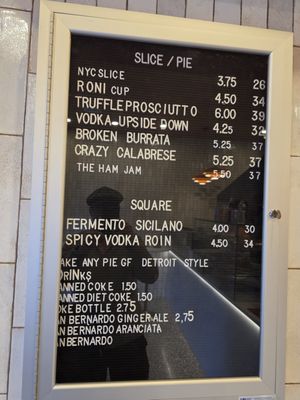 SLICE / PIE
NYC SLICE 3.75 26
RONI CUP 4.50 34
TRUFFLE PROSCIUTTO 6.00 39
VODKA UPSIDE DOWN 4.25 32
BROKEN BURRATA 5.25 37
CRAZY CALABRESE 5.25 37
THE HAM JAM 5.50 37
SQUARE
FERMENTO SICILANO 4.00 30
SPICY VODKA ROIN 4.50 34
AKE ANY PIE GF DETROIT STYLE
DRINKS
ANNED COKE 1.50
ANNED DIET COKE 1.50
OKE BOTTLE 2.75
AN BERNARDO GINGER ALE 2,75
AN BERNARDO ARANCIATA
AN BERNARDO